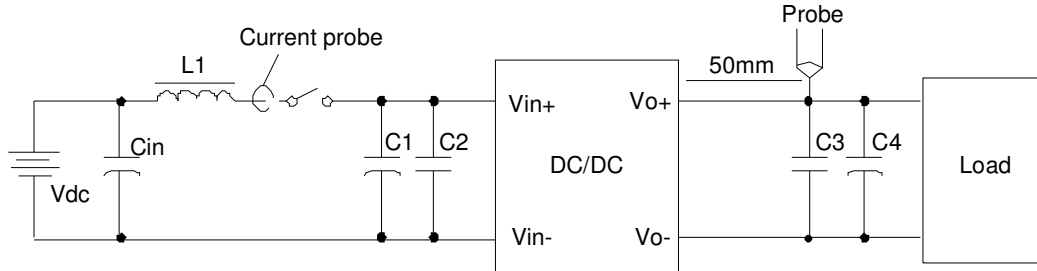 Probe
Current probe
L1
50mm
Vin+
Vo+
Cin
C1
C2
C3
C4
DC/DC
Load
Vdc
Vin-
Vo-